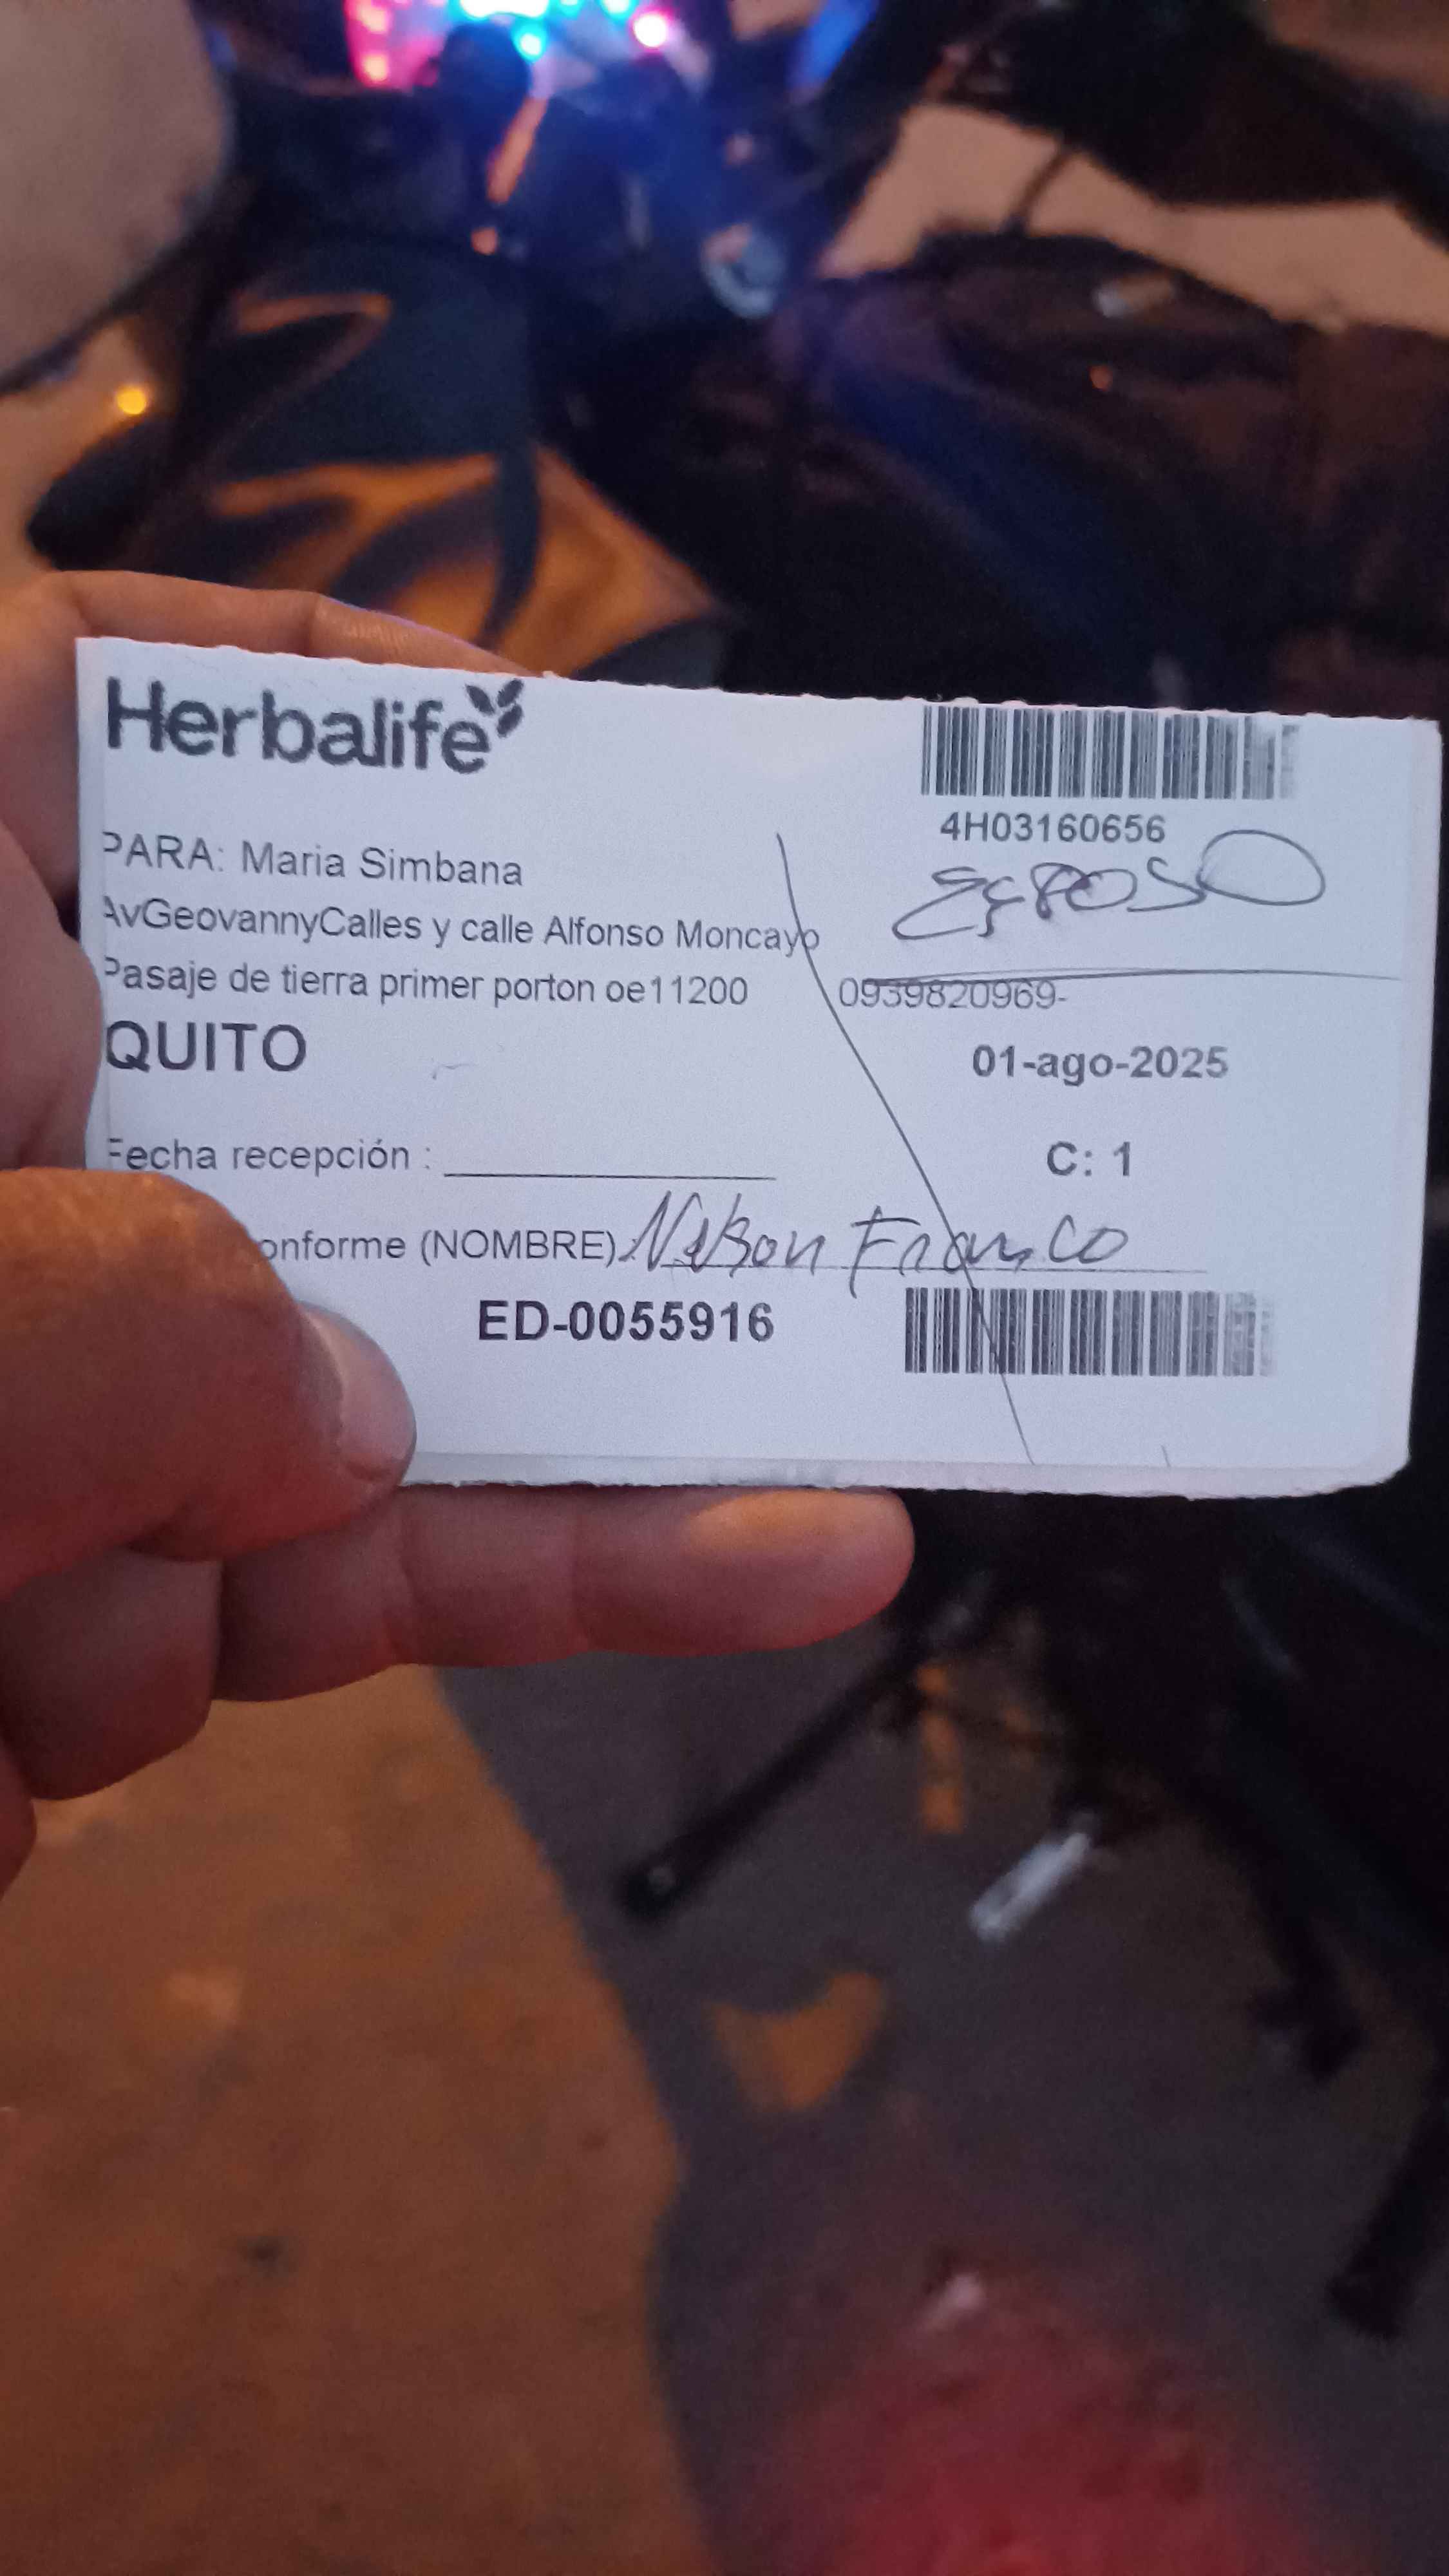 Herbalife
4H03160656
PARA: Maria Simbana
Esposo
AvGeovannyCalles y calle Alfonso Moncayo
Pasaje de tierra primer porton oe11200
0939820969-
QUITO
01-ago-2025
Fecha recepción :
C: 1
onforme (NOMBRE): Nelson Franco
ED-0055916